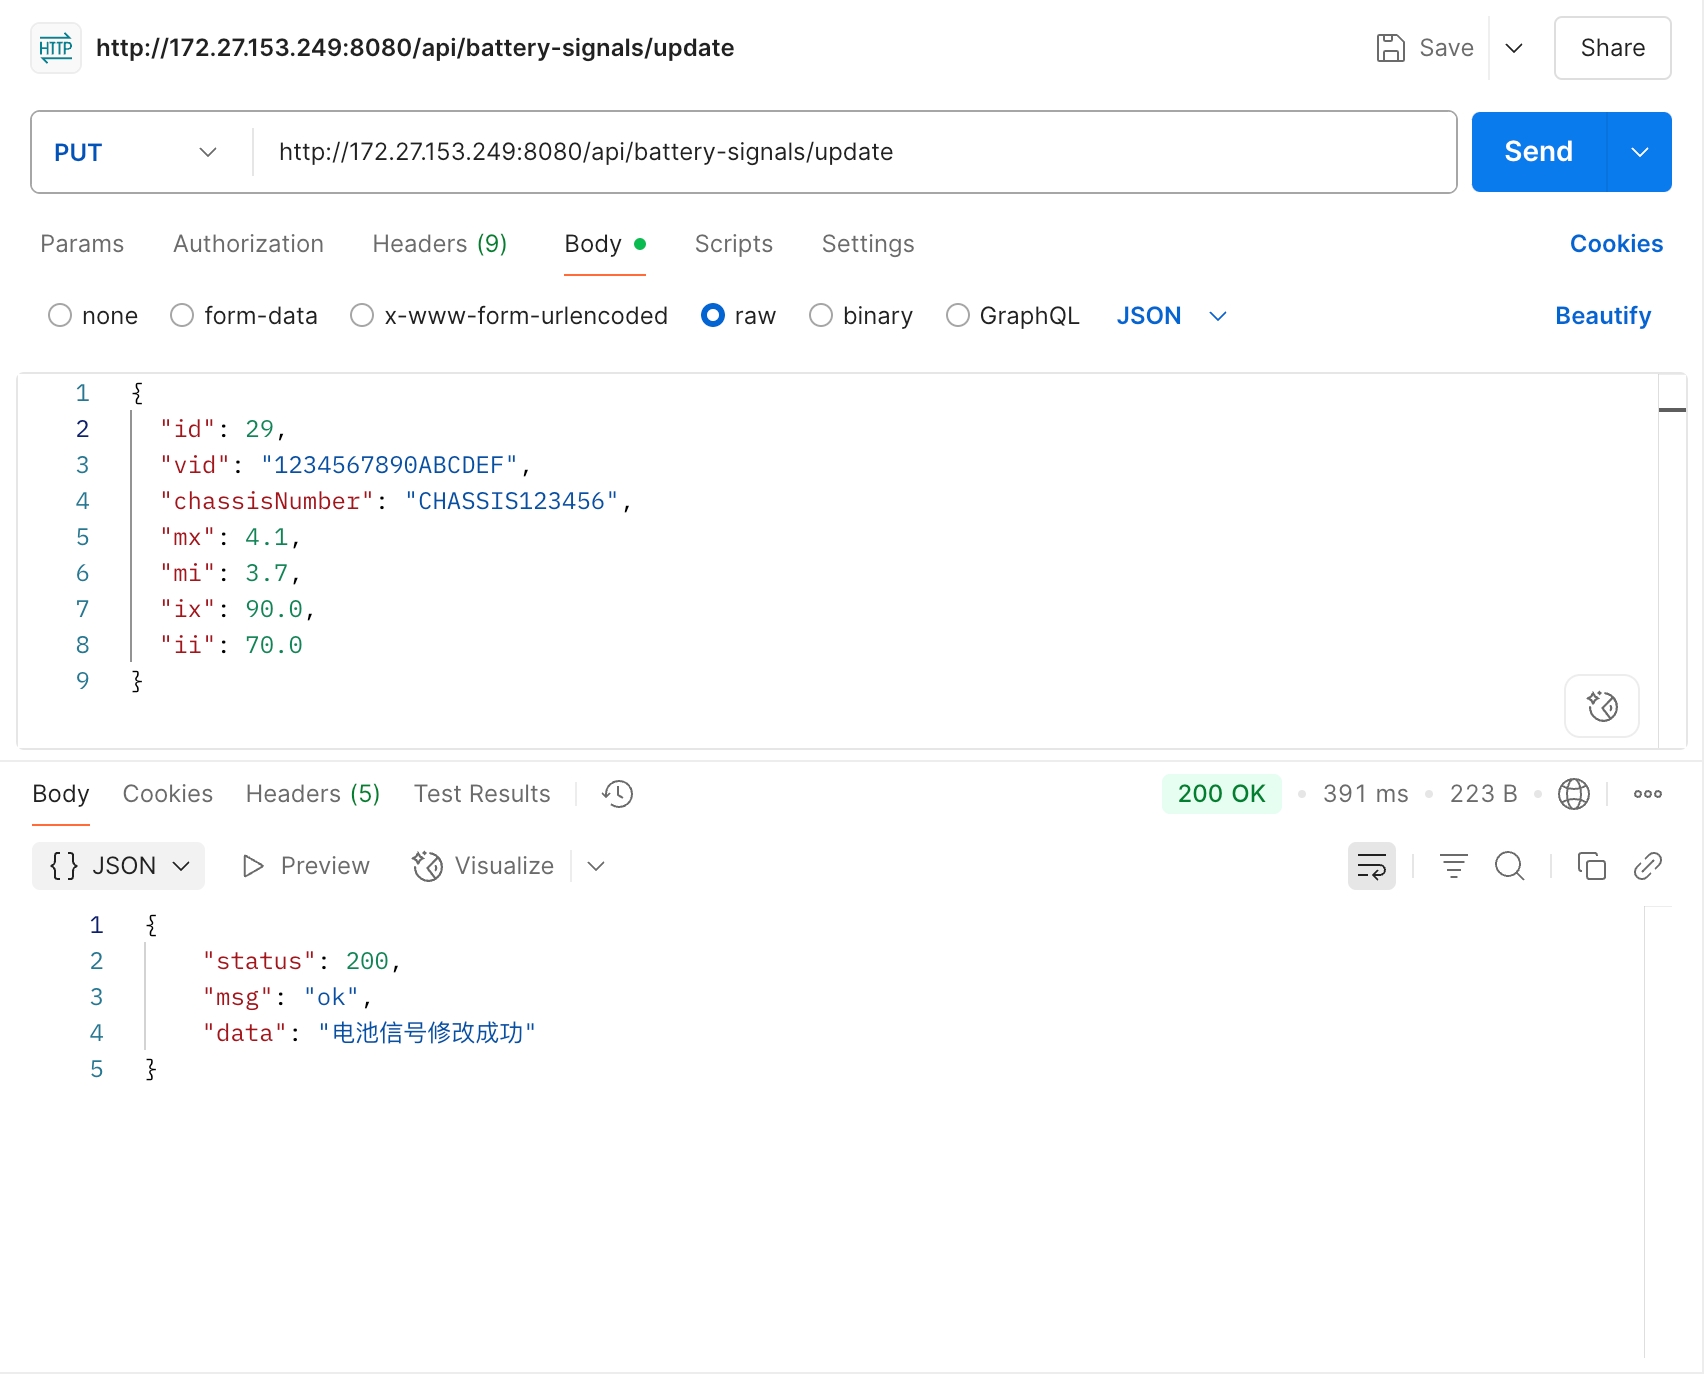 HTTP http://172.27.153.249:8080/api/battery-signals/update Save Share
PUT http://172.27.153.249:8080/api/battery-signals/update Send
Params Authorization Headers (9) Body Scripts Settings Cookies
none form-data x-www-form-urlencoded raw binary GraphQL JSON Beautify
1 {
2 "id": 29,
3 "vid": "1234567890ABCDEF",
4 "chassisNumber": "CHASSIS123456",
5 "mx": 4.1,
6 "mi": 3.7,
7 "ix": 90.0,
8 "ii": 70.0
9 }
Body Cookies Headers (5) Test Results 200 OK 391 ms 223 B
{} JSON Preview Visualize
1 {
2 "status": 200,
3 "msg": "ok",
4 "data": "电池信号修改成功"
5 }